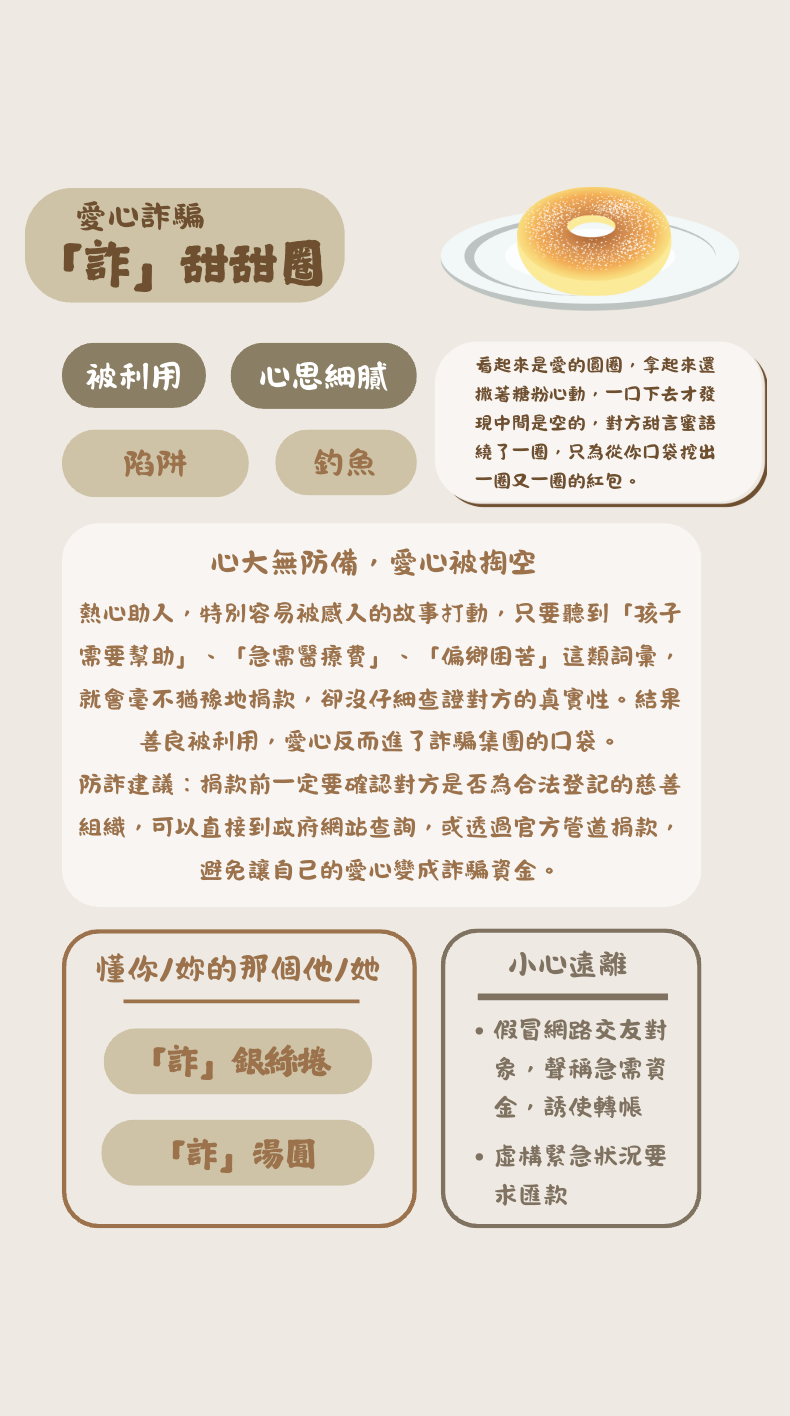 愛心詐騙
「詐」甜甜圈
被利用
心思細膩
陷阱
釣魚
看起來是愛的圓圈，拿起來還
撒著糖粉心動，一口下去才發
現中間是空的，對方甜言蜜語
繞了一圈，只為從你口袋挖出
一圈又一圈的紅包。
心大無防備，愛心被掏空
熱心助人，特別容易被感人的故事打動，只要聽到「孩子
需要幫助」、「急需醫療費」、「偏鄉困苦」這類詞彙，
就會毫不猶豫地捐款，卻沒仔細查證對方的真實性。結果
善良被利用，愛心反而進了詐騙集團的口袋。
防詐建議：捐款前一定要確認對方是否為合法登記的慈善
組織，可以直接到政府網站查詢，或透過官方管道捐款，
避免讓自己的愛心變成詐騙資金。
懂你/妳的那個他/她
「詐」銀絲捲
「詐」湯圓
小心遠離
• 假冒網路交友對
象，聲稱急需資
金，誘使轉帳
• 虛構緊急狀況要
求匯款